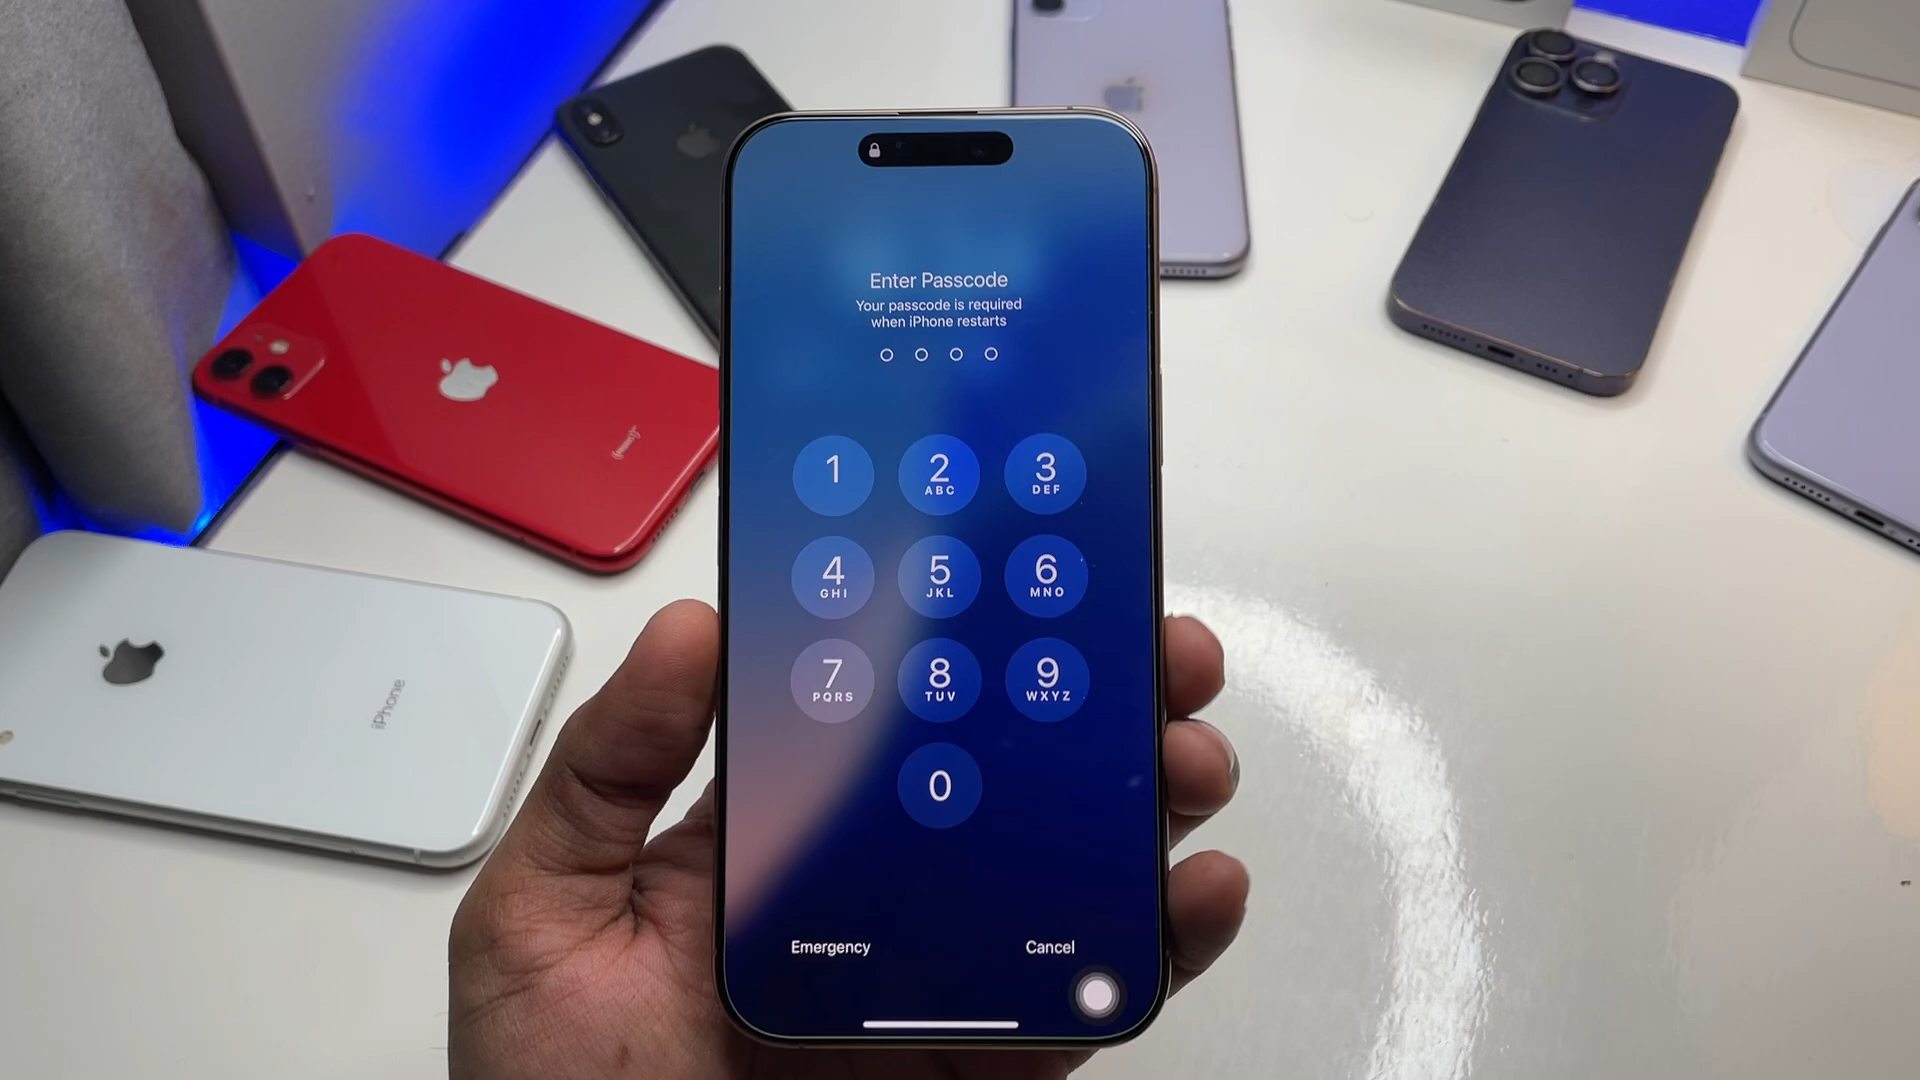 Enter Passcode
Your passcode is required
when iPhone restarts
1
2
ABC
3
DEF
4
GHI
5
JKL
6
MNO
7
PQRS
8
TUV
9
WXYZ
0
Emergency
Cancel
iPhone